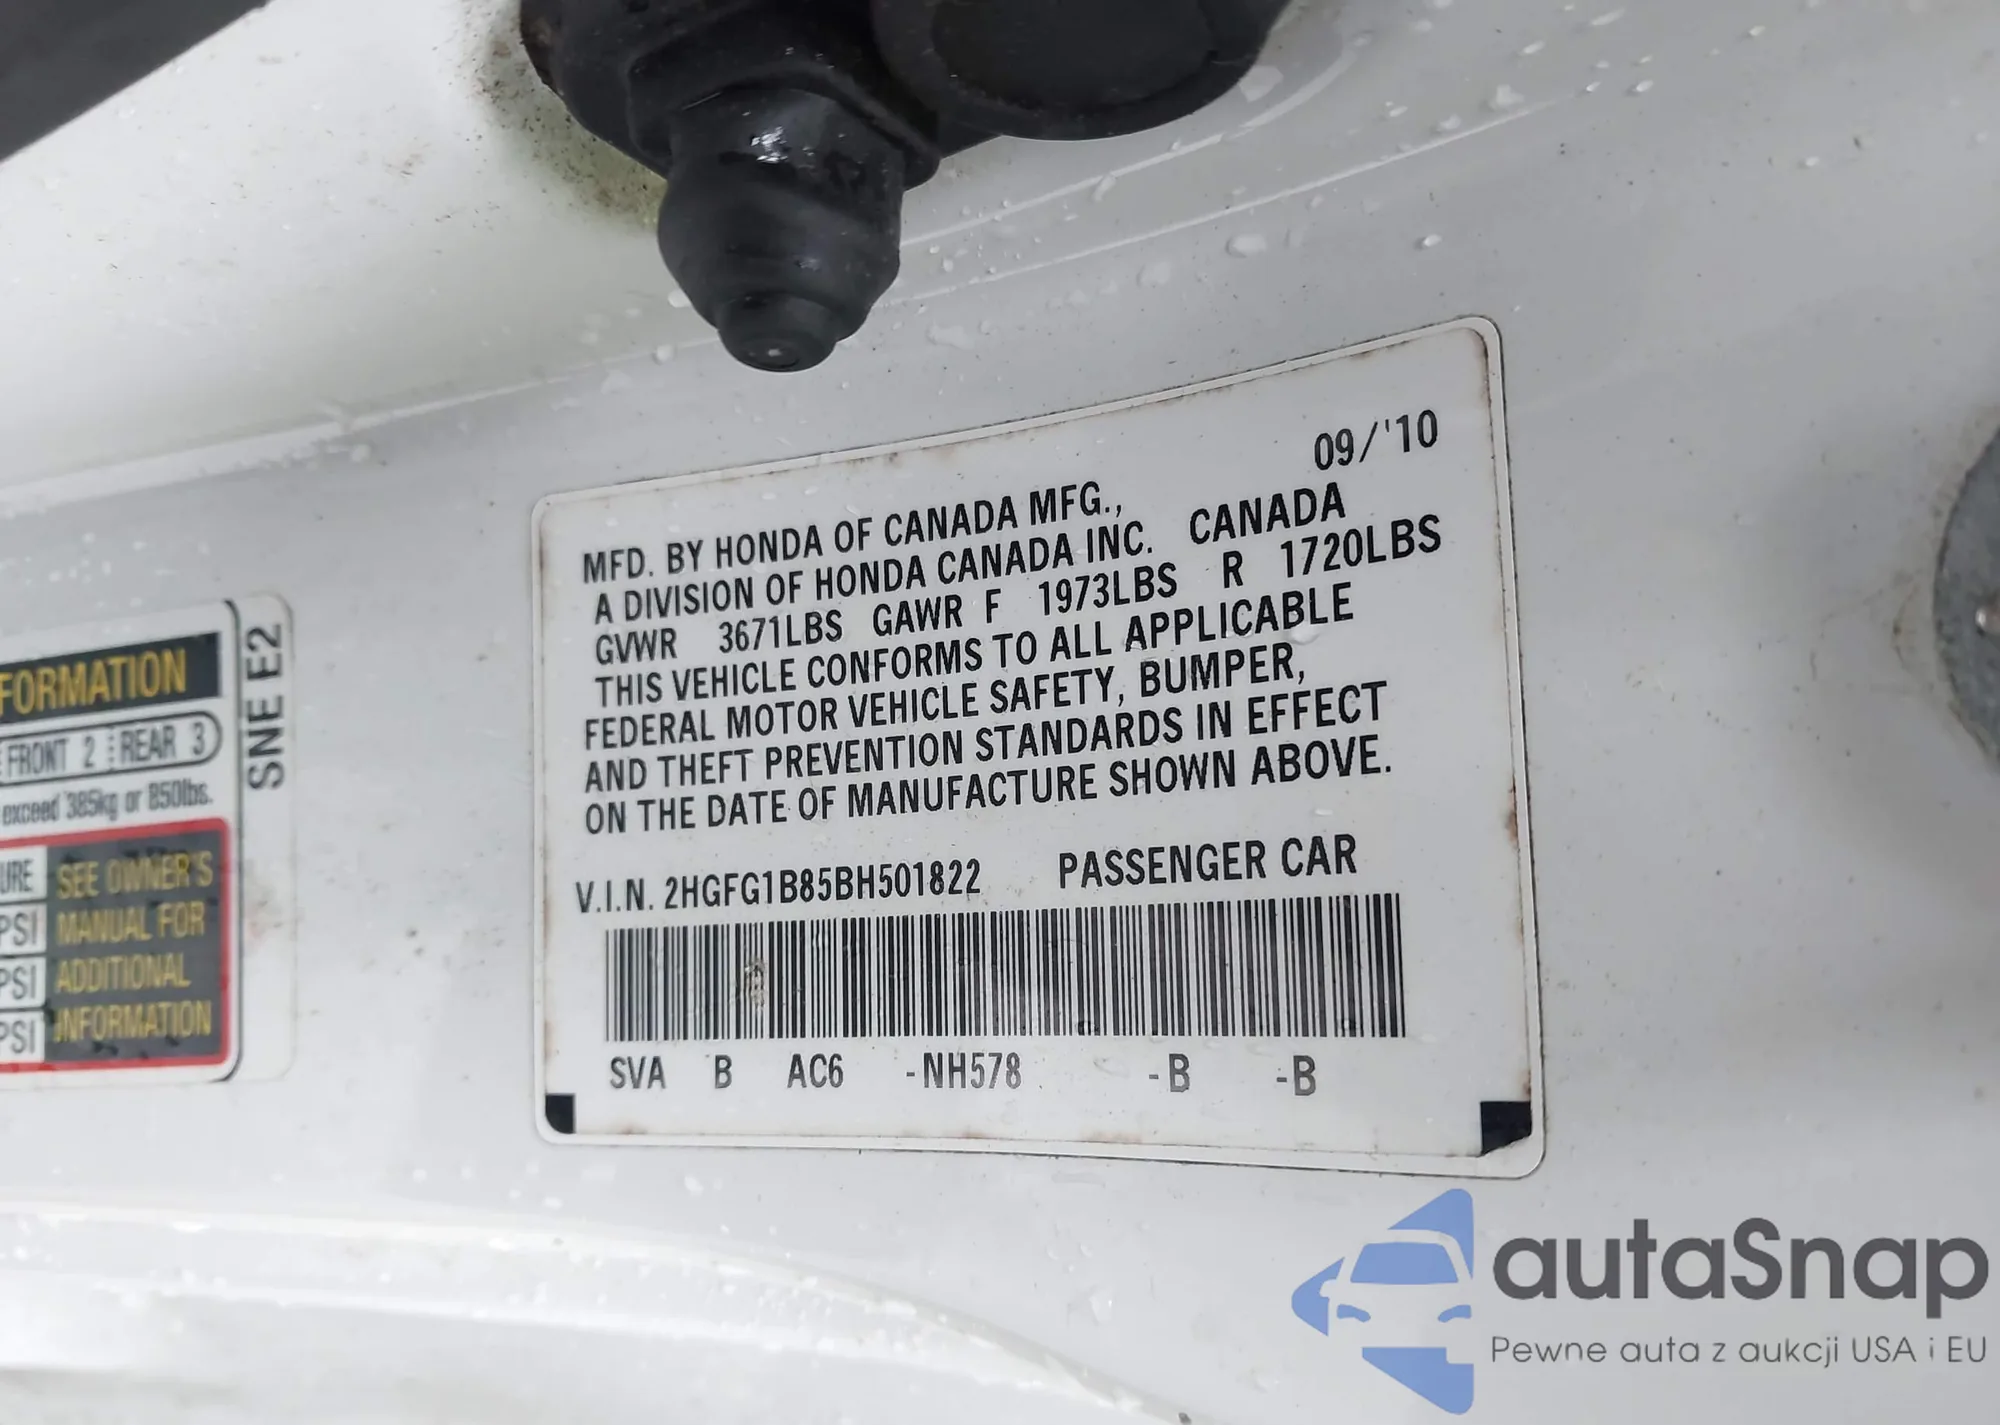 FORMATION
FRONT 2 REAR 3
exceed 385kg or 850lbs.
URE SEE OWNER'S
PSI MANUAL FOR
PSI ADDITIONAL
PSI INFORMATION
SNE E2
09/'10
MFD. BY HONDA OF CANADA MFG.,
A DIVISION OF HONDA CANADA INC. CANADA
GVWR 3671LBS GAWR F 1973LBS R 1720LBS
THIS VEHICLE CONFORMS TO ALL APPLICABLE
FEDERAL MOTOR VEHICLE SAFETY, BUMPER,
AND THEFT PREVENTION STANDARDS IN EFFECT
ON THE DATE OF MANUFACTURE SHOWN ABOVE.
V.I.N. 2HGFG1B85BH501822 PASSENGER CAR
SVA B AC6 -NH578 -B -B
autaSnap
Pewne auta z aukcji USA i EU